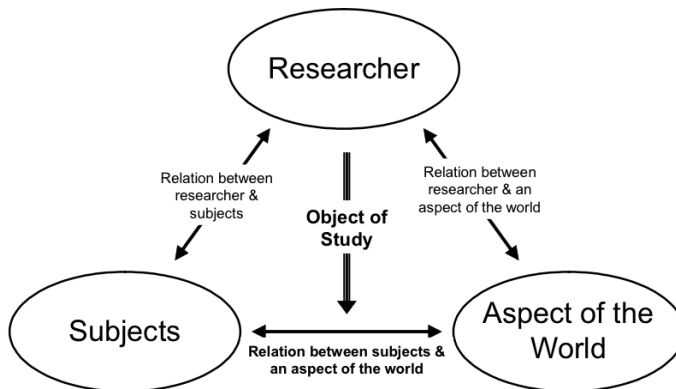 Researcher
Relation between
researcher &
subjects
Relation between
researcher & an
aspect of the world
Object of
Study
Subjects
Aspect of the
World
Relation between subjects &
an aspect of the world